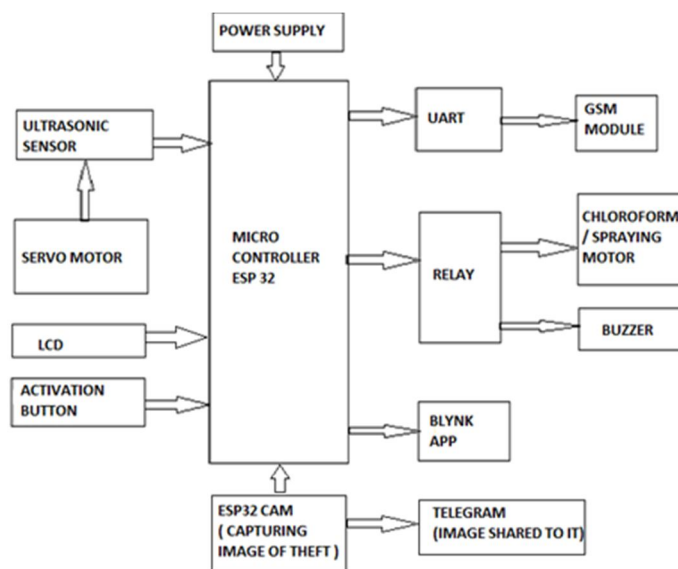 POWER SUPPLY
ULTRASONIC
SENSOR
SERVO MOTOR
LCD
ACTIVATION
BUTTON
MICRO
CONTROLLER
ESP 32
UART
GSM
MODULE
RELAY
CHLOROFORM
/ SPRAYING
MOTOR
BUZZER
BLYNK
APP
ESP32 CAM
( CAPTURING
IMAGE OF THEFT )
TELEGRAM
(IMAGE SHARED TO IT)